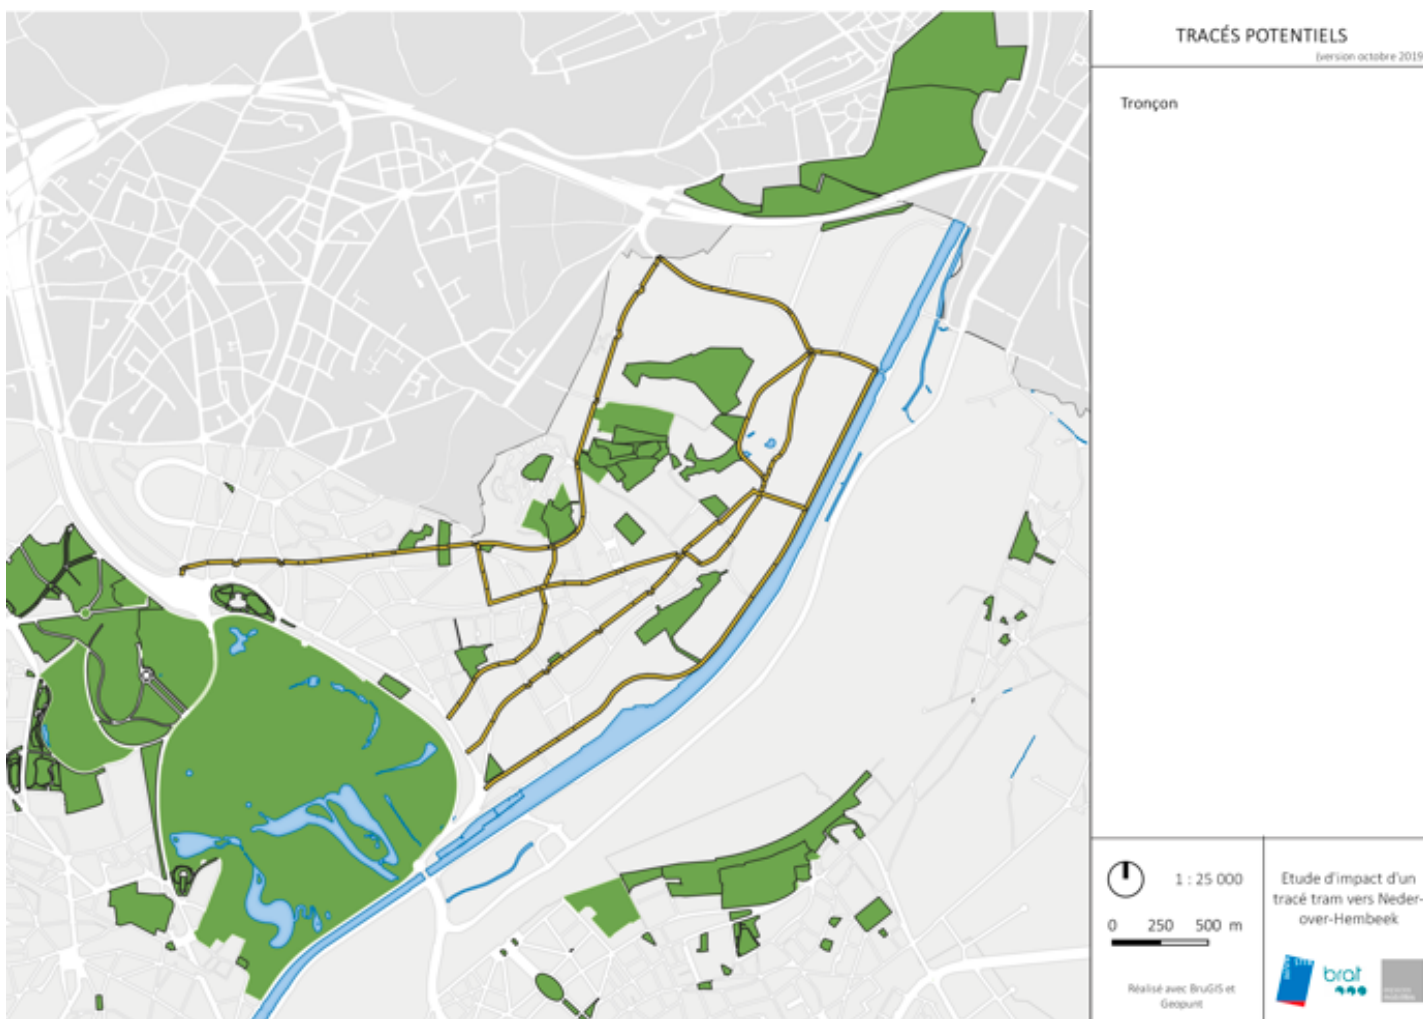 TRACÉS POTENTIELS
(version octobre 2019
Tronçon
1 : 25 000
0 250 500 m
Réalisé avec BruGIS et
Geopunt
Etude d'impact d'un
tracé tram vers Neder-
over-Hembeek
brat